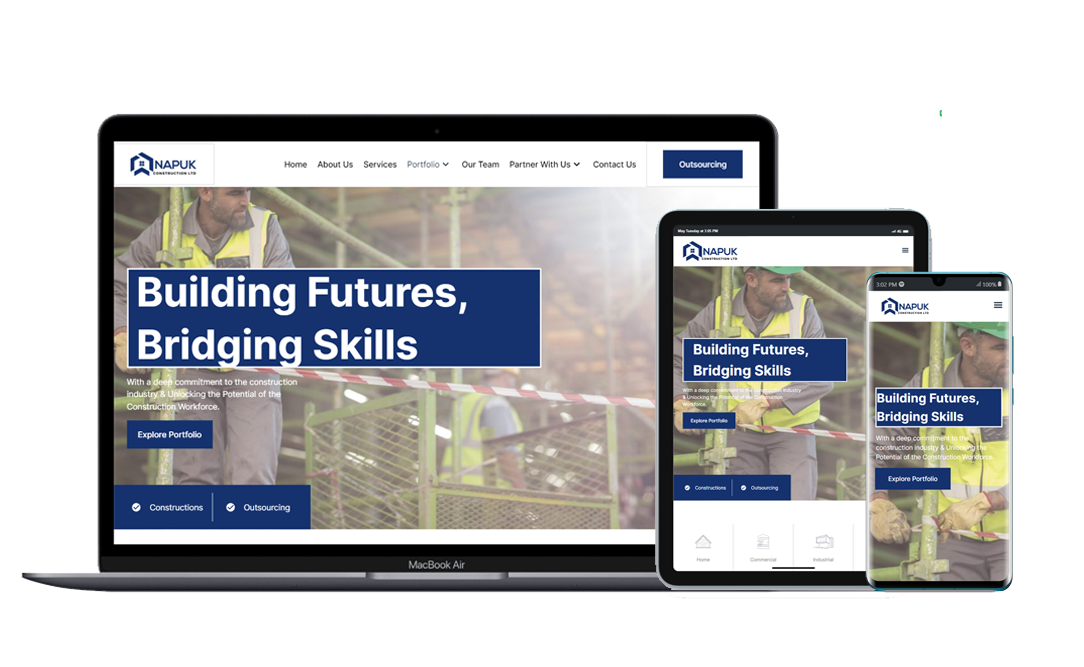 NAPUK
CONSTRUCTION LTD
Home About Us Services Portfolio Our Team Partner With Us Contact Us Outsourcing
Building Futures,
Bridging Skills
With a deep commitment to the construction
industry & Unlocking the Potential of the
Construction Workforce.
Explore Portfolio
Constructions Outsourcing
MacBook Air
May Tuesday at 3:05 PM 4G
NAPUK
CONSTRUCTION LTD
Building Futures,
Bridging Skills
With a deep commitment to the construction industry
& Unlocking the Potential of the Construction
Workforce.
Explore Portfolio
Constructions Outsourcing
Home Commercial Industrial
3:02 PM 100%
NAPUK
CONSTRUCTION LTD
Building Futures,
Bridging Skills
With a deep commitment to the
construction industry & Unlocking the
Potential of the Construction Workforce.
Explore Portfolio